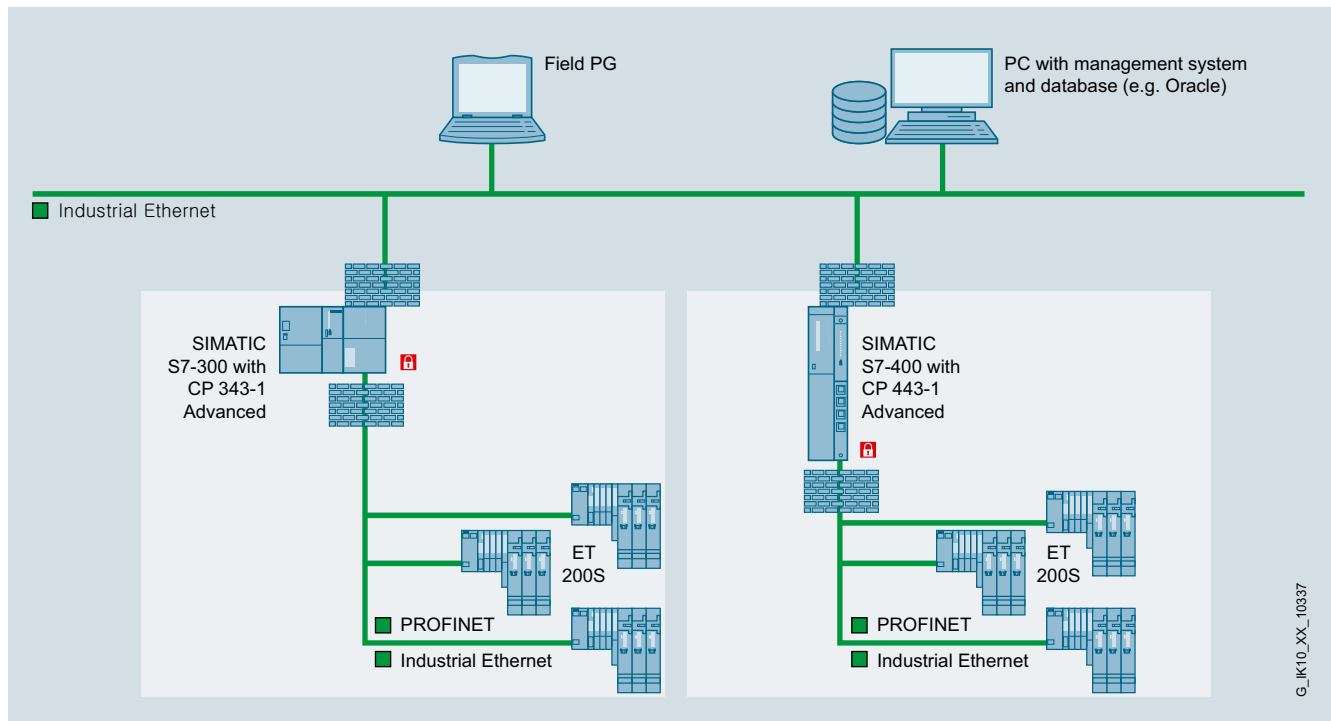 Field PG
PC with management system
and database (e.g. Oracle)
Industrial Ethernet
SIMATIC
S7-300 with
CP 343-1
Advanced
ET
200S
PROFINET
Industrial Ethernet
SIMATIC
S7-400 with
CP 443-1
Advanced
ET
200S
PROFINET
Industrial Ethernet
G_IK10_XX_10337